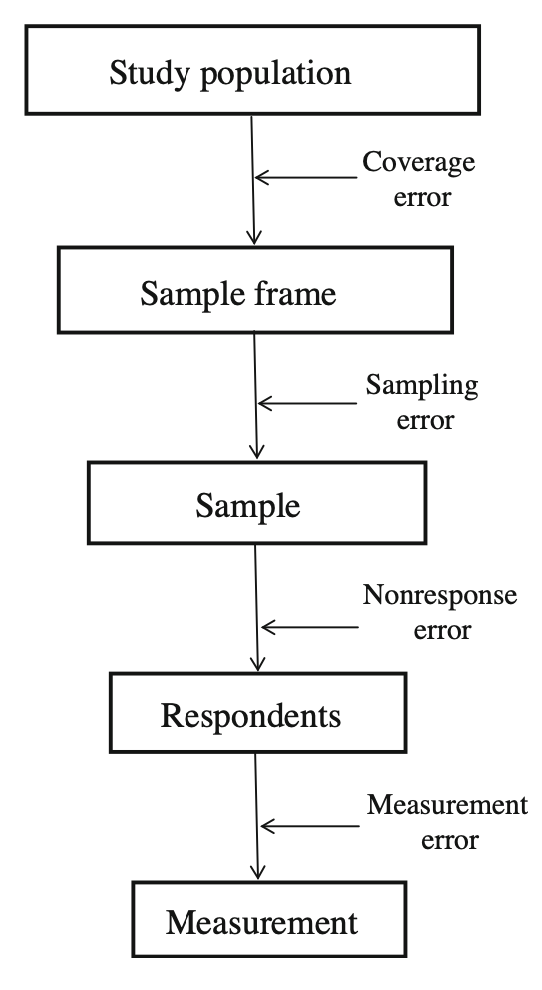 Study population
Coverage
error
Sample frame
Sampling
error
Sample
Nonresponse
error
Respondents
Measurement
error
Measurement